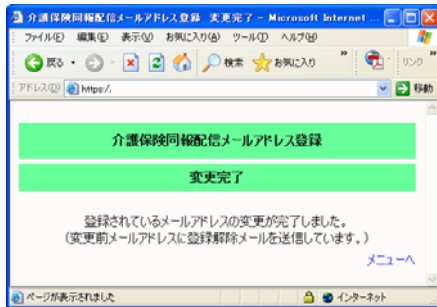 介護保険同報配信メールアドレス登録　変更完了 - Microsoft Internet ...
ファイル(F) 編集(E) 表示(V) お気に入り(A) ツール(T) ヘルプ(H)
戻る 検索 お気に入り リンク
アドレス(D) https:/. 移動
介護保険同報配信メールアドレス登録
変更完了
登録されているメールアドレスの変更が完了しました。
(変更前メールアドレスに登録解除メールを送信しています。)
メニューへ
ページが表示されました インターネット